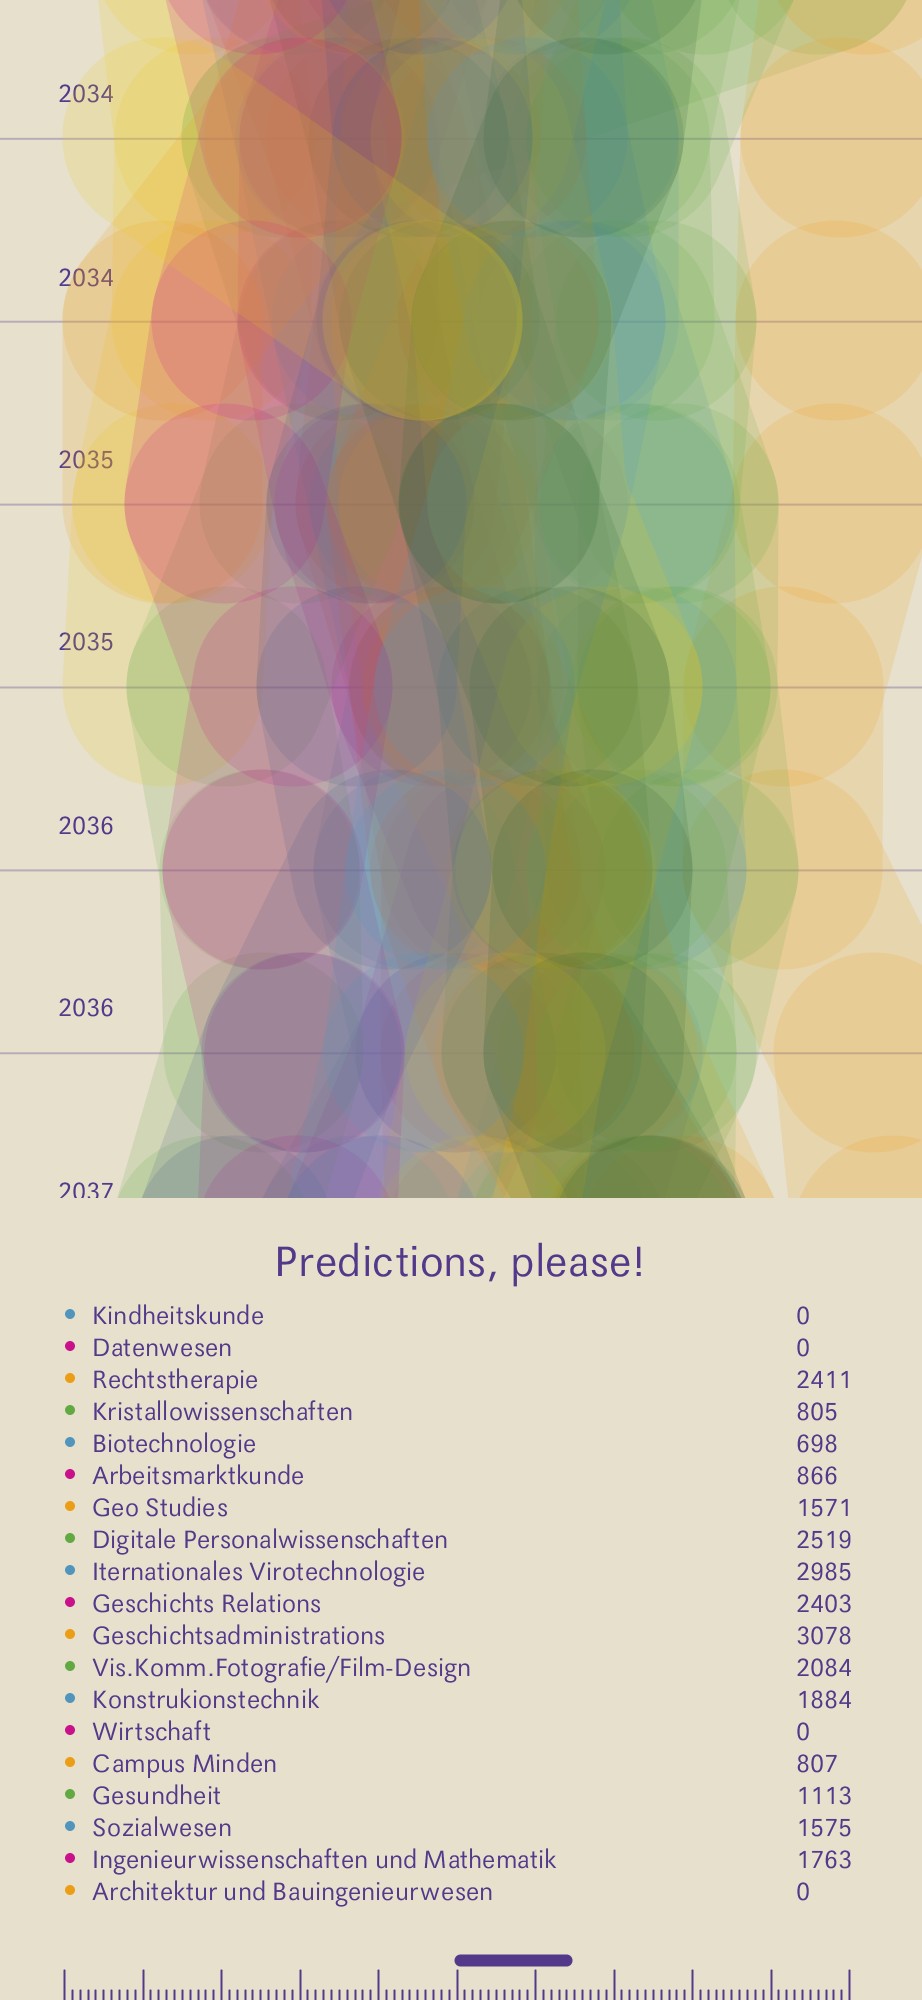 2034
2034
2035
2035
2036
2036
2037
Predictions, please!
Kindheitskunde 0
Datenwesen 0
Rechtstherapie 2411
Kristallowissenschaften 805
Biotechnologie 698
Arbeitsmarktkunde 866
Geo Studies 1571
Digitale Personalwissenschaften 2519
Iternationales Virotechnologie 2985
Geschichts Relations 2403
Geschichtsadministrations 3078
Vis.Komm.Fotografie/Film-Design 2084
Konstrukionstechnik 1884
Wirtschaft 0
Campus Minden 807
Gesundheit 1113
Sozialwesen 1575
Ingenieurwissenschaften und Mathematik 1763
Architektur und Bauingenieurwesen 0